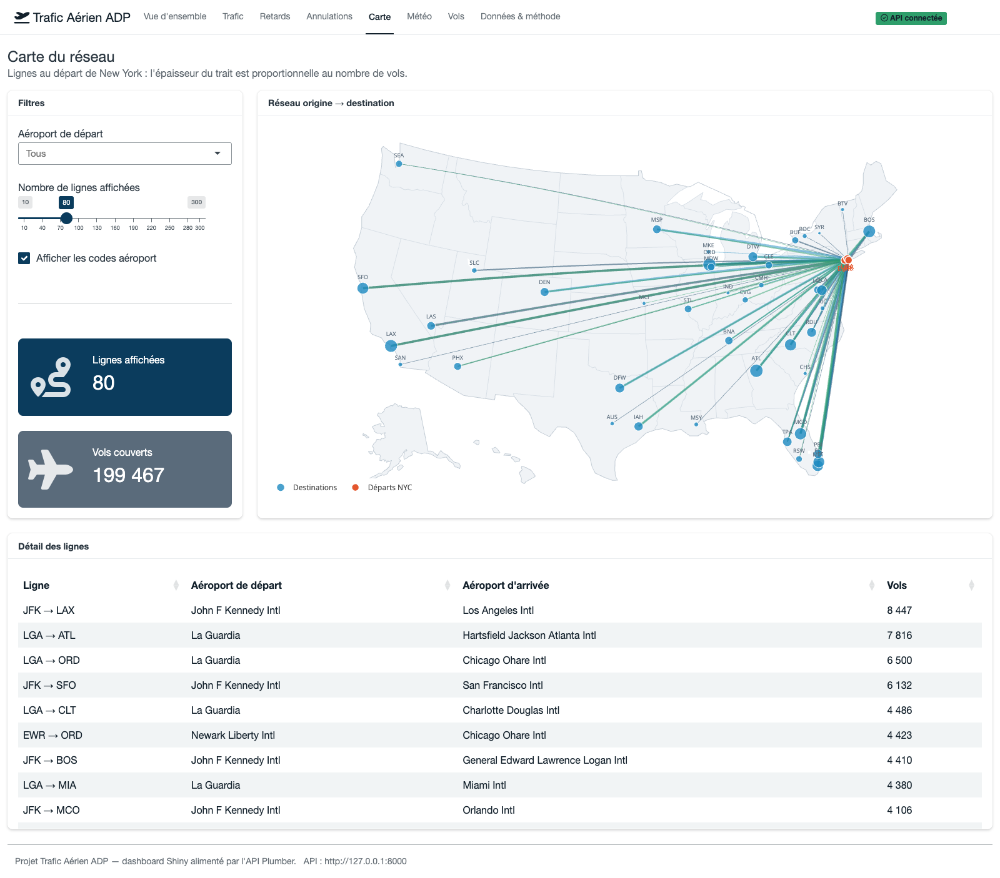 Trafic Aérien ADP Vue d'ensemble Trafic Retards Annulations Carte Météo Vols Données & méthode API connectée
Carte du réseau
Lignes au départ de New York : l'épaisseur du trait est proportionnelle au nombre de vols.
Filtres
Aéroport de départ
Tous
Nombre de lignes affichées
10 80 300
10 40 70 100 130 160 190 220 250 280 300
Afficher les codes aéroport
Lignes affichées
80
Vols couverts
199 467
Réseau origine → destination
SEA
BTV
MSP
BOS
ROC
SYR
BUF
MKE
DTW
ORD
CLE
MDW
SLC
SFO
CMH
DEN
IND
CVG
MCI
STL
RIC
LAS
RDU
BNA
CLT
LAX
SAN
PHX
ATL
CHS
DFW
AUS
IAH
MSY
MCO
TPA
RSW
Destinations Départs NYC
Détail des lignes
Ligne Aéroport de départ Aéroport d'arrivée Vols
JFK → LAX John F Kennedy Intl Los Angeles Intl 8 447
LGA → ATL La Guardia Hartsfield Jackson Atlanta Intl 7 816
LGA → ORD La Guardia Chicago Ohare Intl 6 500
JFK → SFO John F Kennedy Intl San Francisco Intl 6 132
LGA → CLT La Guardia Charlotte Douglas Intl 4 486
EWR → ORD Newark Liberty Intl Chicago Ohare Intl 4 423
JFK → BOS John F Kennedy Intl General Edward Lawrence Logan Intl 4 410
LGA → MIA La Guardia Miami Intl 4 380
JFK → MCO John F Kennedy Intl Orlando Intl 4 106
Projet Trafic Aérien ADP — dashboard Shiny alimenté par l'API Plumber. API : http://127.0.0.1:8000